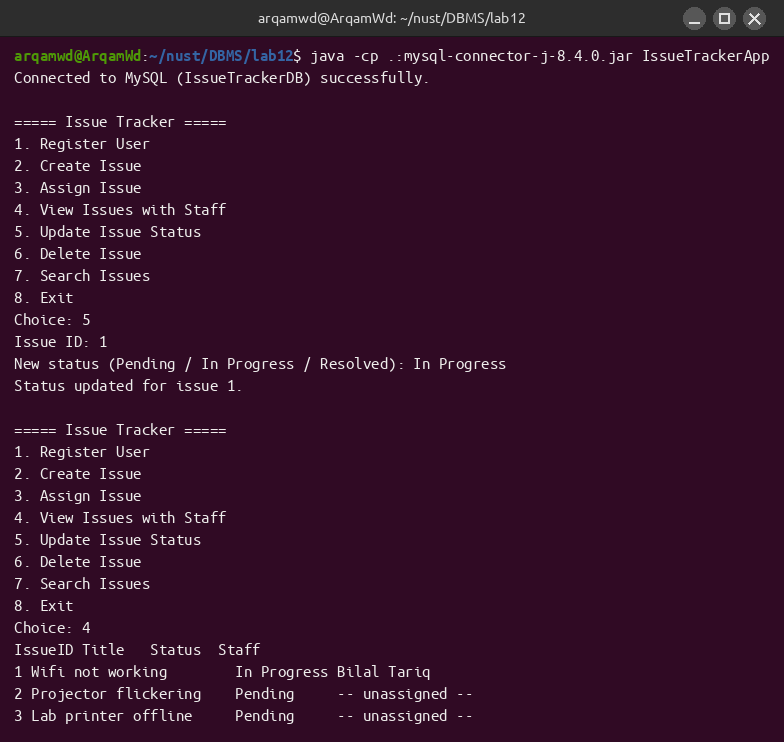 arqamwd@ArqamWd: ~/nust/DBMS/lab12
arqamwd@ArqamWd:~/nust/DBMS/lab12$ java -cp .:mysql-connector-j-8.4.0.jar IssueTrackerApp
Connected to MySQL (IssueTrackerDB) successfully.

===== Issue Tracker =====
1. Register User
2. Create Issue
3. Assign Issue
4. View Issues with Staff
5. Update Issue Status
6. Delete Issue
7. Search Issues
8. Exit
Choice: 5
Issue ID: 1
New status (Pending / In Progress / Resolved): In Progress
Status updated for issue 1.

===== Issue Tracker =====
1. Register User
2. Create Issue
3. Assign Issue
4. View Issues with Staff
5. Update Issue Status
6. Delete Issue
7. Search Issues
8. Exit
Choice: 4
IssueID Title   Status  Staff
1 Wifi not working        In Progress Bilal Tariq
2 Projector flickering    Pending     -- unassigned --
3 Lab printer offline     Pending     -- unassigned --